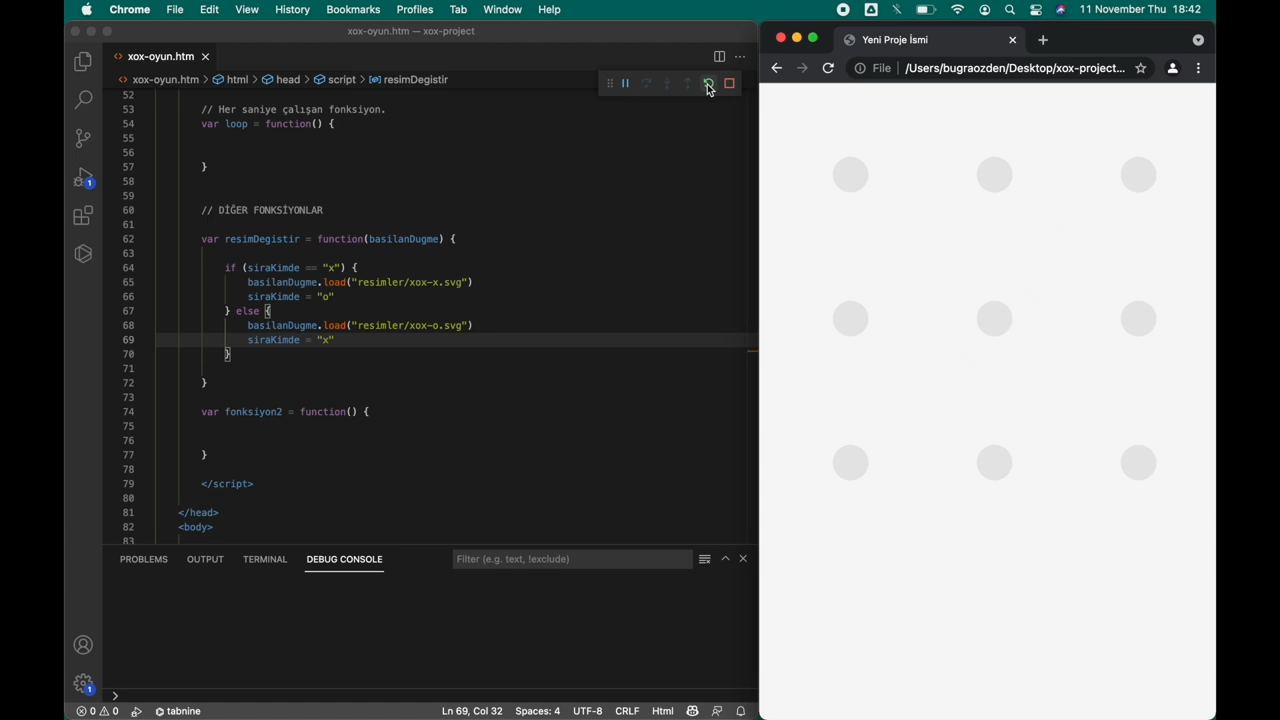 Chrome File Edit View History Bookmarks Profiles Tab Window Help 11 November Thu 18:42
xox-oyun.htm — xox-project
xox-oyun.htm
xox-oyun.htm > html > head > script > resimDegistir
52
53 // Her saniye çalışan fonksiyon.
54 var loop = function() {
55
56
57 }
58
59
60 // DİĞER FONKSİYONLAR
61
62 var resimDegistir = function(basilanDugme) {
63
64 if (siraKimde == "x") {
65 basilanDugme.load("resimler/xox-x.svg")
66 siraKimde = "o"
67 } else {
68 basilanDugme.load("resimler/xox-o.svg")
69 siraKimde = "x"
70 }
71
72 }
73
74 var fonksiyon2 = function() {
75
76
77 }
78
79 </script>
80
81 </head>
82 <body>
83
PROBLEMS OUTPUT TERMINAL DEBUG CONSOLE Filter (e.g. text, !exclude)
1
1
0 0 tabnine Ln 69, Col 32 Spaces: 4 UTF-8 CRLF Html
Yeni Proje İsmi
File /Users/bugraozden/Desktop/xox-project...